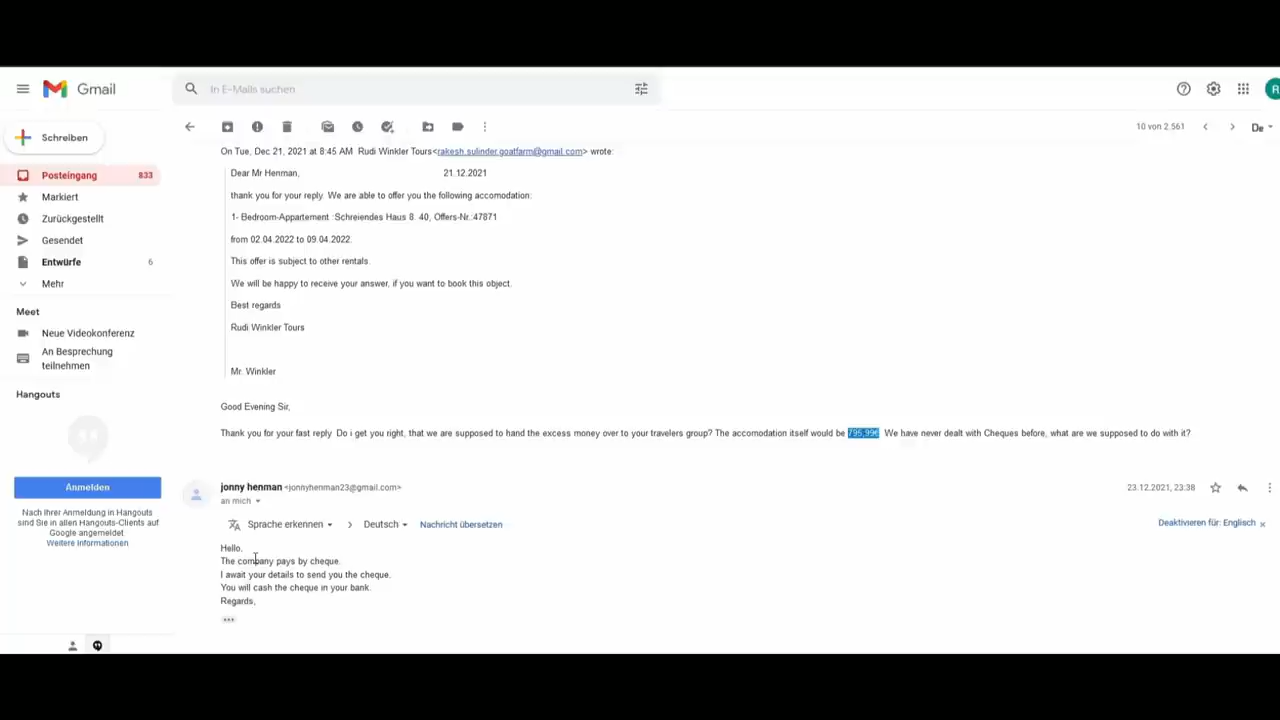 Gmail
In E-Mails suchen
R
Schreiben
10 von 2.561
De
Posteingang 833
Markiert
Zurückgestellt
Gesendet
Entwürfe 6
Mehr
Meet
Neue Videokonferenz
An Besprechung
teilnehmen
Hangouts
Anmelden
Nach Ihrer Anmeldung in Hangouts
sind Sie in allen Hangouts-Clients auf
Google angemeldet
Weitere Informationen
On Tue, Dec 21, 2021 at 8:45 AM Rudi Winkler Tours<rakesh.sulinder.goatfarm@gmail.com> wrote:
Dear Mr Henman, 21.12.2021
thank you for your reply. We are able to offer you the following accomodation:
1- Bedroom-Appartement :Schreiendes Haus 8. 40, Offers-Nr.:47871
from 02.04.2022 to 09.04.2022.
This offer is subject to other rentals.
We will be happy to receive your answer, if you want to book this object.
Best regards
Rudi Winkler Tours
Mr. Winkler
Good Evening Sir,
Thank you for your fast reply. Do i get you right, that we are supposed to hand the excess money over to your travelers group? The accomodation itself would be 795,99€. We have never dealt with Cheques before, what are we supposed to do with it?
jonny henman <jonnyhenman23@gmail.com> 23.12.2021, 23:38
an mich
Sprache erkennen > Deutsch Nachricht übersetzen Deaktivieren für: Englisch x
Hello,
The company pays by cheque.
I await your details to send you the cheque.
You will cash the cheque in your bank.
Regards,